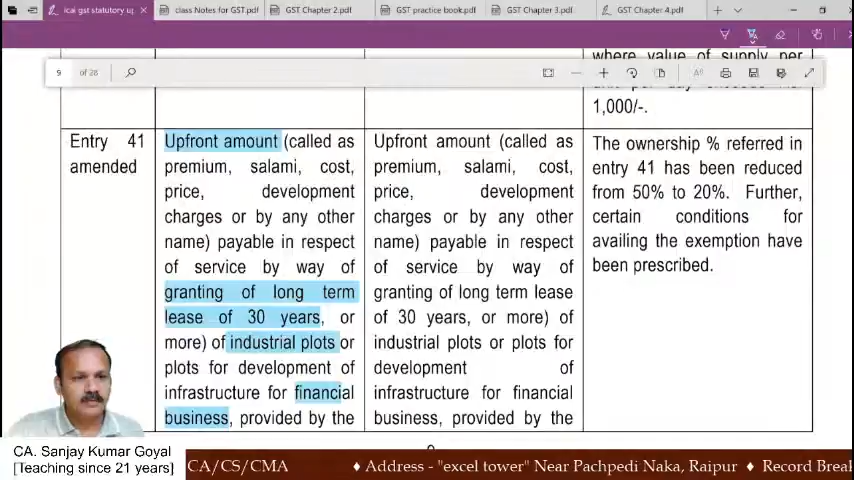 icai gst statutory up
class Notes for GST.pdf
GST Chapter 2.pdf
GST practice book.pdf
GST Chapter 3.pdf
GST Chapter 4.pdf
9 of 28
where value of supply per
unit per day exceeds
1,000/-.
Entry 41
amended
Upfront amount (called as
premium, salami, cost,
price, development
charges or by any other
name) payable in respect
of service by way of
granting of long term
lease of 30 years, or
more) of industrial plots or
plots for development of
infrastructure for financial
business, provided by the
Upfront amount (called as
premium, salami, cost,
price, development
charges or by any other
name) payable in respect
of service by way of
granting of long term lease
of 30 years, or more) of
industrial plots or plots for
development of
infrastructure for financial
business, provided by the
The ownership % referred in
entry 41 has been reduced
from 50% to 20%. Further,
certain conditions for
availing the exemption have
been prescribed.
CA. Sanjay Kumar Goyal
[Teaching since 21 years]
CA/CS/CMA ♦ Address - "excel tower" Near Pachpedi Naka, Raipur ♦ Record Brea